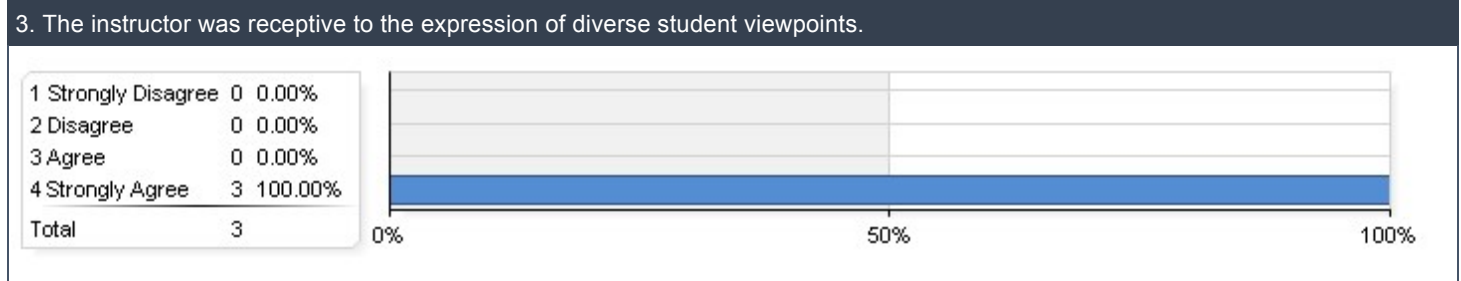 3. The instructor was receptive to the expression of diverse student viewpoints.
1 Strongly Disagree 0 0.00%
2 Disagree 0 0.00%
3 Agree 0 0.00%
4 Strongly Agree 3 100.00%
Total 3
0% 50% 100%